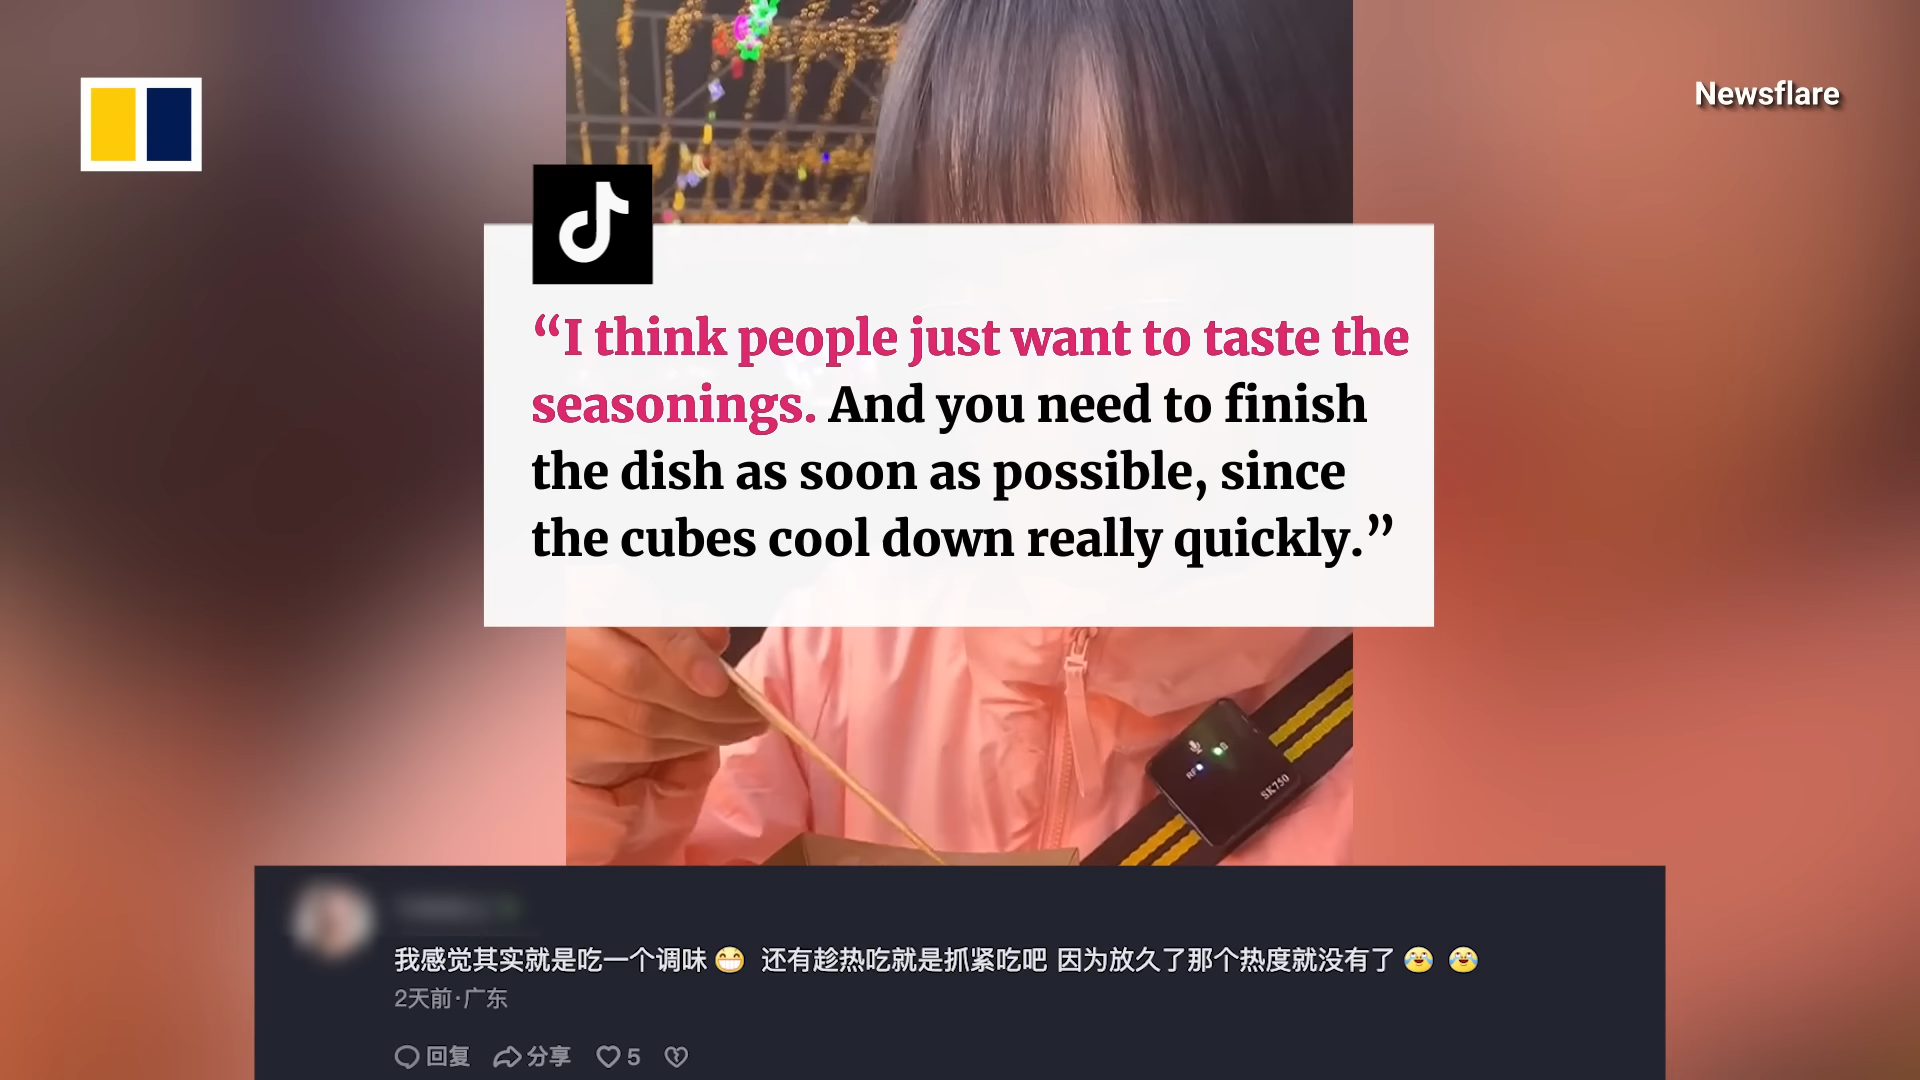 Newsflare
“I think people just want to taste the
seasonings. And you need to finish
the dish as soon as possible, since
the cubes cool down really quickly.”
RF
SK750
我感觉其实就是吃一个调味😁 还有趁热吃就是抓紧吃吧 因为放久了那个热度就没有了😂 😂
2天前·广东
回复 分享 5